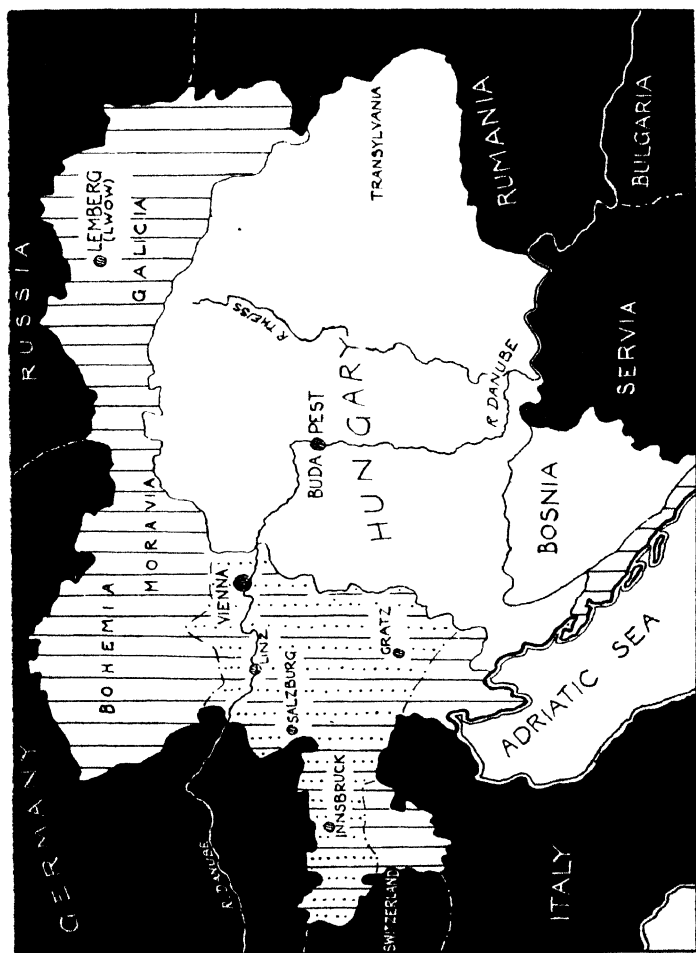 RUSSIA
GERMANY
LEMBERG
(LWOW)
GALICIA
BOHEMIA
MORAVIA
VIENNA
LINZ
SALZBURG
INNSBRUCK
GRATZ
R DANUBE
SWITZERLAND
ITALY
ADRIATIC SEA
BUDA PEST
HUNGARY
R THEISS
R DANUBE
TRANSYLVANIA
RUMANIA
BULGARIA
SERVIA
BOSNIA